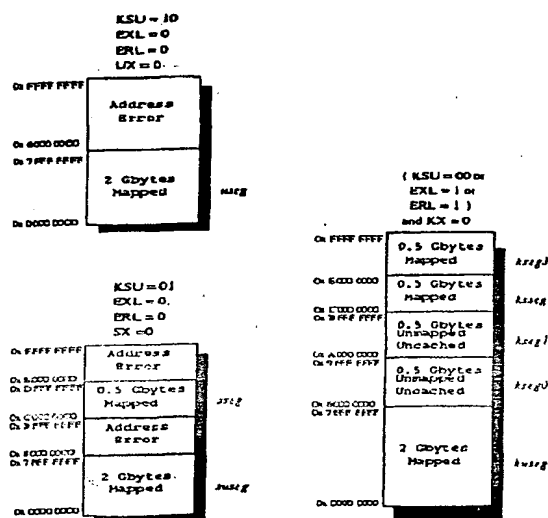 KSU = 10
EXL = 0
ERL = 0
UX = 0
0x FFFF FFFF
Address
Error
0x 8000 0000
0x 7FFF FFFF
2 Gbytes
Mapped
useg
0x 0000 0000
KSU = 01
EXL = 0
ERL = 0
SX = 0
0x FFFF FFFF
Address
Error
0x DFFF FFFF
0.5 Gbytes
Mapped
sseg
0x C000 0000
0x BFFF FFFF
Address
Error
0x 8000 0000
0x 7FFF FFFF
2 Gbytes
Mapped
suseg
0x 0000 0000
( KSU = 00 or
EXL = 1 or
ERL = 1 )
and KX = 0
0x FFFF FFFF
0.5 Gbytes
Mapped
kseg3
0.5 Gbytes
Mapped
ksseg
0x C000 0000
0x BFFF FFFF
0.5 Gbytes
Unmapped
Uncached
kseg1
0x A000 0000
0x 9FFF FFFF
0.5 Gbytes
Unmapped
Uncached
kseg0
0x 8000 0000
0x 7FFF FFFF
2 Gbytes
Mapped
kuseg
0x 0000 0000